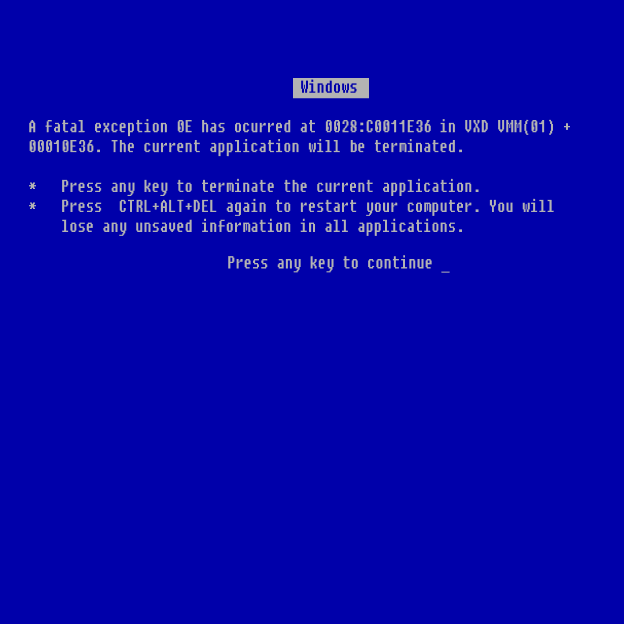 Windows
A fatal exception 0E has ocurred at 0028:C0011E36 in VXD VMM(01) +
00010E36. The current application will be terminated.
*   Press any key to terminate the current application.
*   Press  CTRL+ALT+DEL again to restart your computer. You will
lose any unsaved information in all applications.
Press any key to continue _